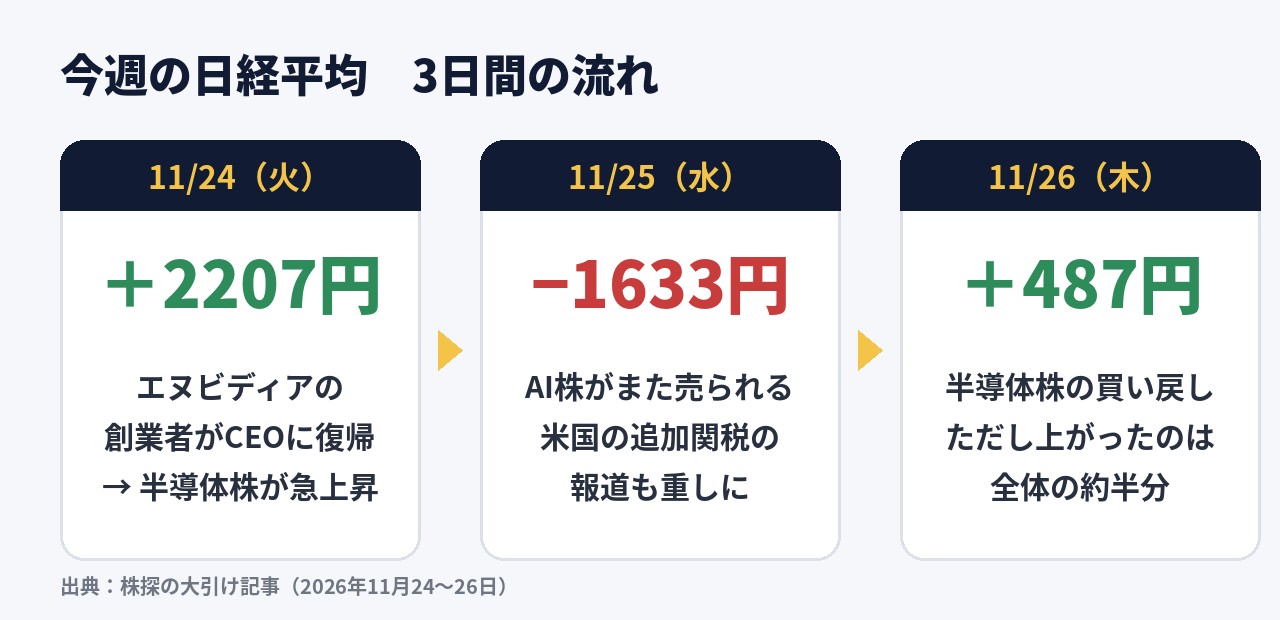 今週の日経平均　3日間の流れ
11/24（火）
＋2207円
エヌビディアの
創業者がCEOに復帰
→ 半導体株が急上昇
11/25（水）
−1633円
AI株がまた売られる
米国の追加関税の
報道も重しに
11/26（木）
＋487円
半導体株の買い戻し
ただし上がったのは
全体の約半分
出典：株探の大引け記事（2026年11月24〜26日）